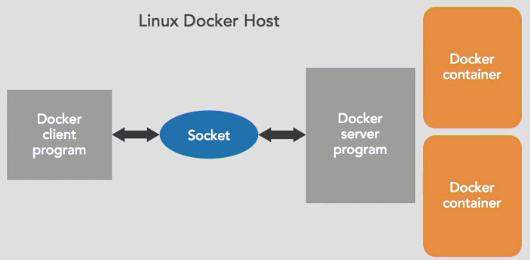 Linux Docker Host
Docker
client
program
Socket
Docker
server
program
Docker
container
Docker
container